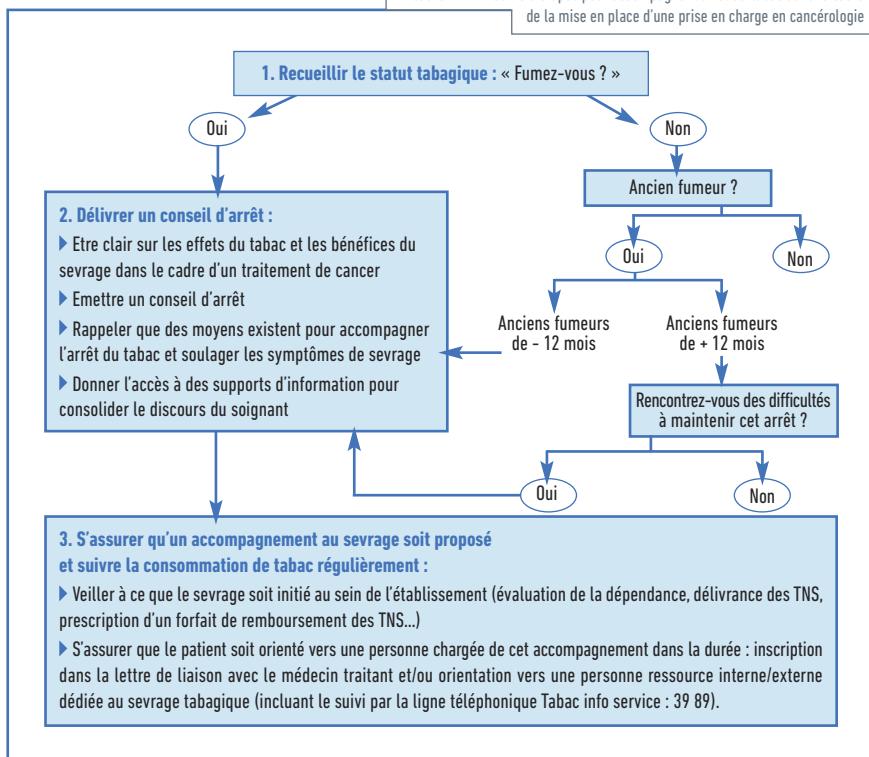 de la mise en place d'une prise en charge en cancérologie
1. Recueillir le statut tabagique : « Fumez-vous ? »
Oui
Non
Ancien fumeur ?
2. Délivrer un conseil d'arrêt :
▶ Etre clair sur les effets du tabac et les bénéfices du
sevrage dans le cadre d'un traitement de cancer
▶ Emettre un conseil d'arrêt
▶ Rappeler que des moyens existent pour accompagner
l'arrêt du tabac et soulager les symptômes de sevrage
▶ Donner l'accès à des supports d'information pour
consolider le discours du soignant
Oui
Non
Anciens fumeurs
de - 12 mois
Anciens fumeurs
de + 12 mois
Rencontrez-vous des difficultés
à maintenir cet arrêt ?
Oui
Non
3. S'assurer qu'un accompagnement au sevrage soit proposé
et suivre la consommation de tabac régulièrement :
▶ Veiller à ce que le sevrage soit initié au sein de l'établissement (évaluation de la dépendance, délivrance des TNS,
prescription d'un forfait de remboursement des TNS...)
▶ S'assurer que le patient soit orienté vers une personne chargée de cet accompagnement dans la durée : inscription
dans la lettre de liaison avec le médecin traitant et/ou orientation vers une personne ressource interne/externe
dédiée au sevrage tabagique (incluant le suivi par la ligne téléphonique Tabac info service : 39 89).